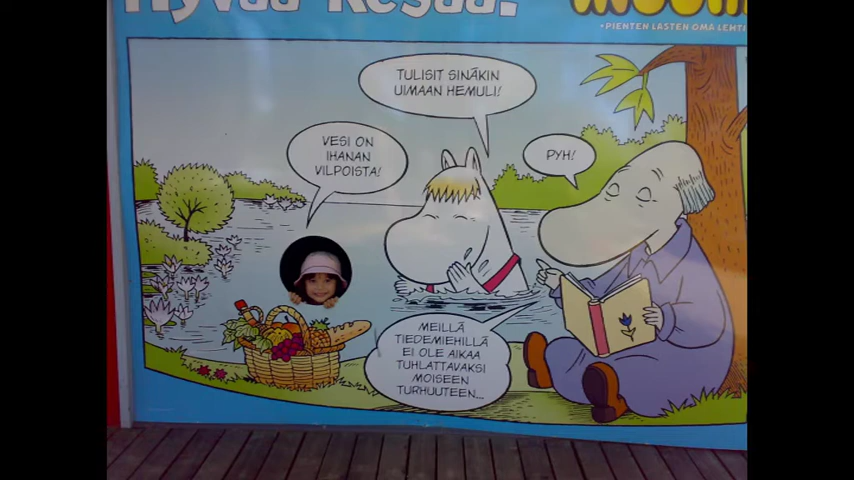 Hyvää Kesää!
• PIENTEN LASTEN OMA LEHTI
TULISIT SINÄKIN
UIMAAN HEMULI!
VESI ON
IHANAN
VILPOISTA!
PYH!
MEILLÄ
TIEDEMIEHILLÄ
EI OLE AIKAA
TUHLATTAVAKSI
MOISEEN
TURHUUTEEN...